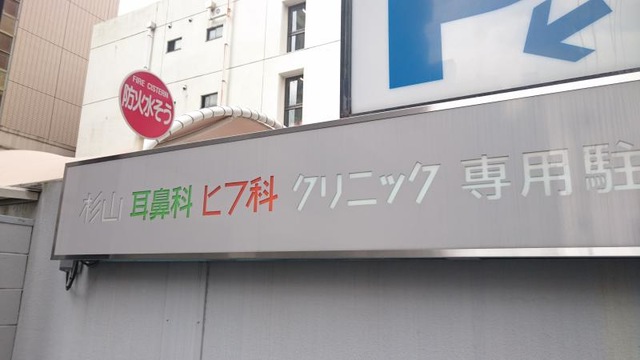 FIRE CISTERN
防火水そう
P
杉山 耳鼻科 ヒフ科 クリニック 専用駐